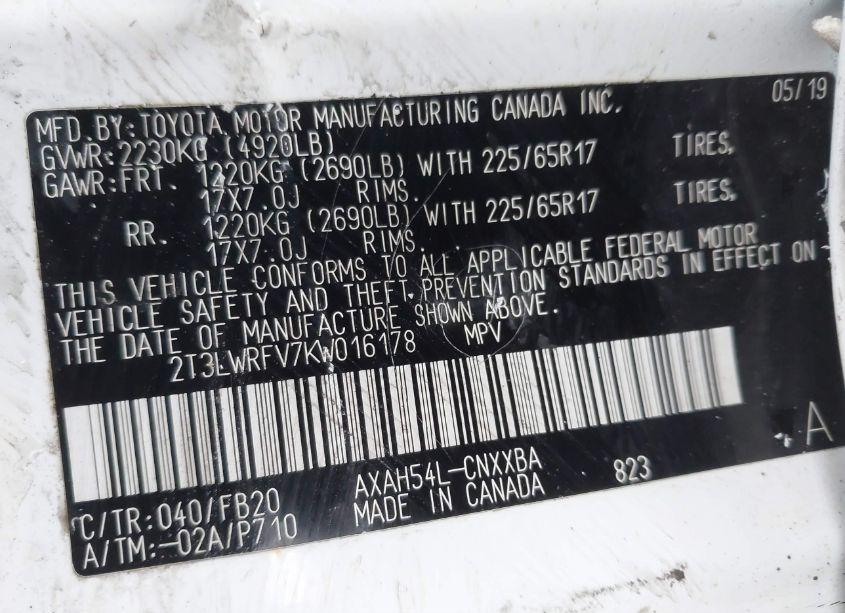 05/19
MFD.BY:TOYOTA MOTOR MANUFACTURING CANADA INC.
GVWR:2230KG (4920LB)
GAWR:FRT. 1220KG (2690LB) WITH 225/65R17 TIRES,
17X7.0J RIMS.
RR. 1220KG (2690LB) WITH 225/65R17 TIRES,
17X7.0J RIMS.
THIS VEHICLE CONFORMS TO ALL APPLICABLE FEDERAL MOTOR
VEHICLE SAFETY AND THEFT PREVENTION STANDARDS IN EFFECT ON
THE DATE OF MANUFACTURE SHOWN ABOVE.
2T3LWRFV7KW016178 MPV
A
AXAH54L-CNXXBA 823
C/TR:040/FB20 MADE IN CANADA
A/TM:-02A/P710